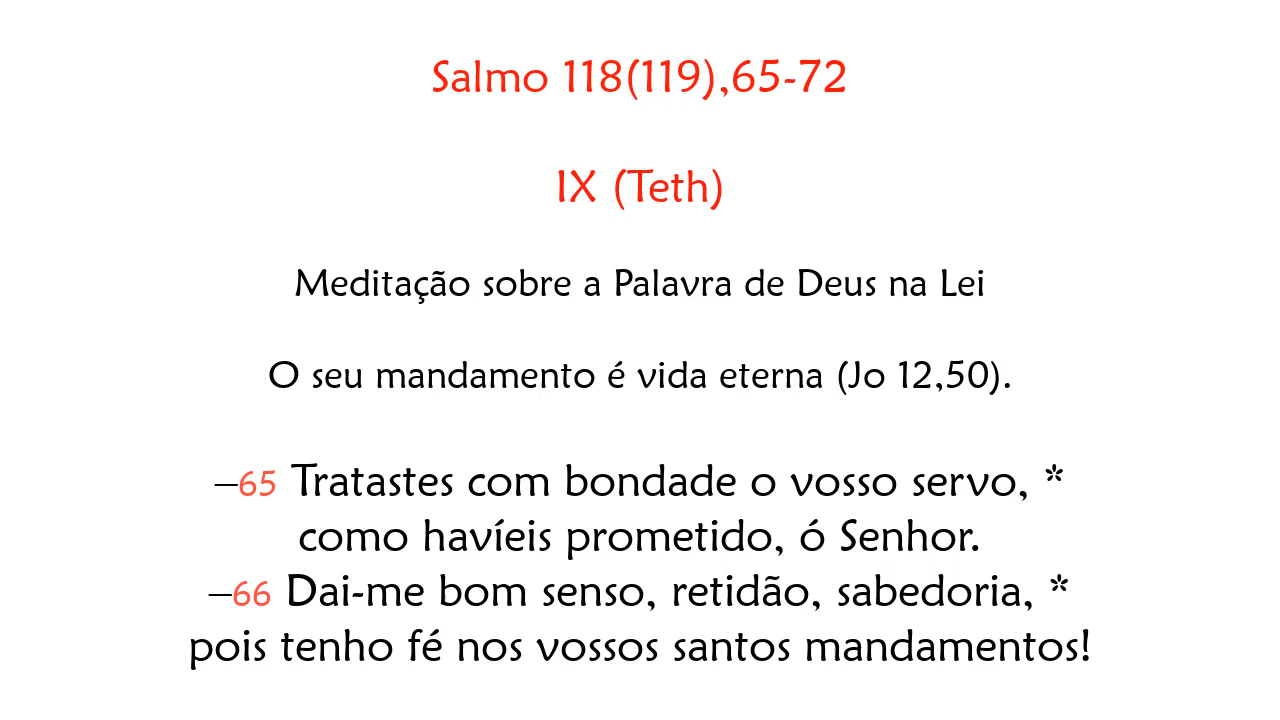 Salmo 118(119),65-72
IX (Teth)
Meditação sobre a Palavra de Deus na Lei
O seu mandamento é vida eterna (Jo 12,50).
–65 Tratastes com bondade o vosso servo, *
como havíeis prometido, ó Senhor.
–66 Dai-me bom senso, retidão, sabedoria, *
pois tenho fé nos vossos santos mandamentos!